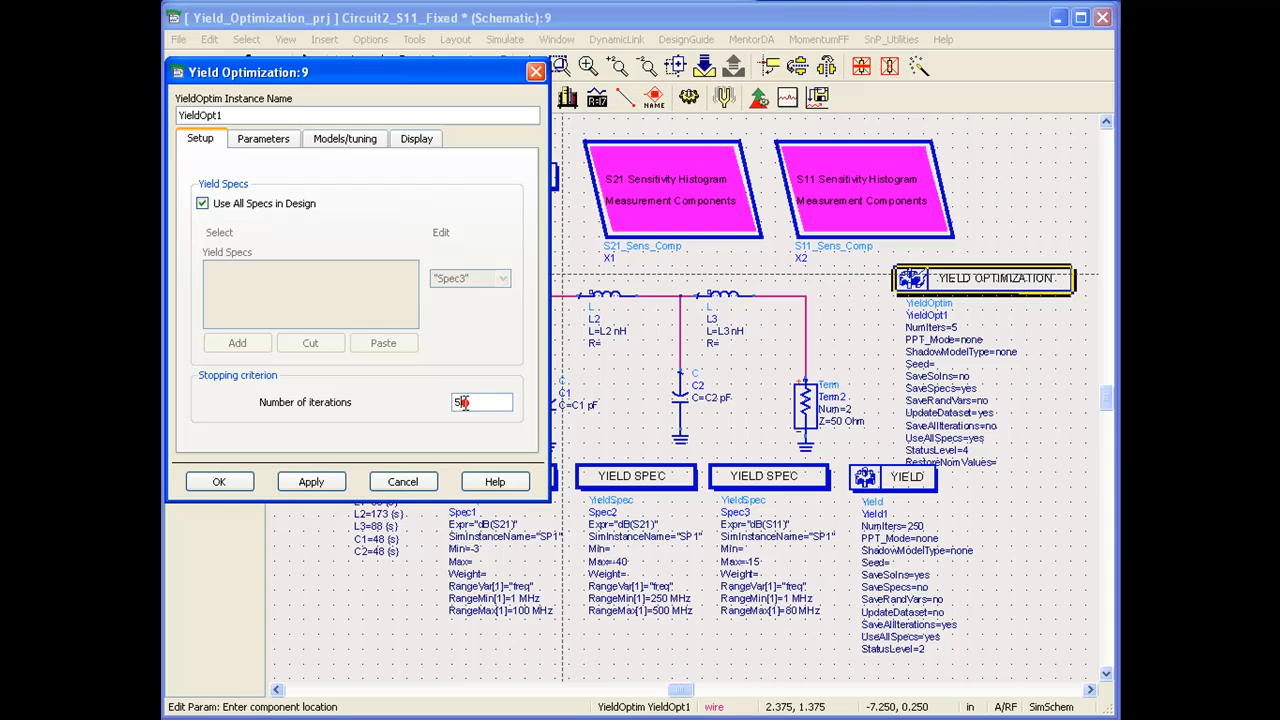 [ Yield_Optimization_prj ] Circuit2_S11_Fixed * (Schematic):9
File Edit Select View Insert Options Tools Layout Simulate Window DynamicLink DesignGuide MentorDA MomentumFF SnP_Utilities Help
Yield Optimization:9
YieldOptim Instance Name
YieldOpt1
Setup Parameters Models/tuning Display
Yield Specs
Use All Specs in Design
Select Edit
Yield Specs
"Spec3"
Add Cut Paste
Stopping criterion
Number of iterations 5
OK Apply Cancel Help
NAME
S21 Sensitivity Histogram
Measurement Components
S21_Sens_Comp
X1
S11 Sensitivity Histogram
Measurement Components
S11_Sens_Comp
X2
YIELD OPTIMIZATION
YieldOptim
YieldOpt1
NumIters=5
PPT_Mode=none
ShadowModelType=none
Seed=
SaveSolns=no
SaveSpecs=yes
SaveRandVars=no
UpdateDataset=yes
SaveAllIterations=no
UseAllSpecs=yes
StatusLevel=4
RestoreNomValues=
L
L2
L=L2 nH
R=
L
L3
L=L3 nH
R=
C
C1
C=C1 pF
C
C2
C=C2 pF
Term
Term2
Num=2
Z=50 Ohm
L2=173 {s}
L3=88 {s}
C1=48 {s}
C2=48 {s}
Spec1
Expr="dB(S21)"
SimInstanceName="SP1"
Min=-3
Max=
Weight=
RangeVar[1]="freq"
RangeMin[1]=1 MHz
RangeMax[1]=100 MHz
YIELD SPEC
YieldSpec
Spec2
Expr="dB(S21)"
SimInstanceName="SP1"
Min=
Max=-40
Weight=
RangeVar[1]="freq"
RangeMin[1]=250 MHz
RangeMax[1]=500 MHz
YIELD SPEC
YieldSpec
Spec3
Expr="dB(S11)"
SimInstanceName="SP1"
Min=
Max=-15
Weight=
RangeVar[1]="freq"
RangeMin[1]=1 MHz
RangeMax[1]=80 MHz
YIELD
Yield
Yield1
NumIters=250
PPT_Mode=none
ShadowModelType=none
Seed=
SaveSolns=yes
SaveSpecs=yes
SaveRandVars=no
UpdateDataset=no
SaveAllIterations=yes
UseAllSpecs=yes
StatusLevel=2
Edit Param: Enter component location YieldOptim YieldOpt1 wire 2.375, 1.375 -7.250, 0.250 in A/RF SimSchem